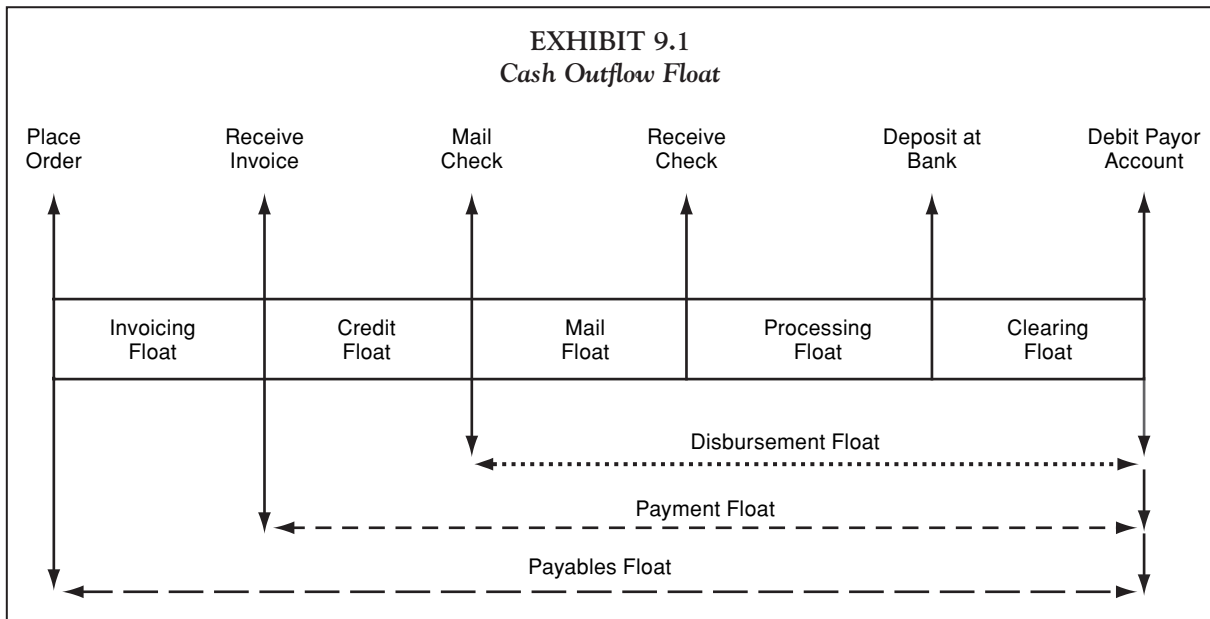 EXHIBIT 9.1
Cash Outflow Float
Place
Order
Receive
Invoice
Mail
Check
Receive
Check
Deposit at
Bank
Debit Payor
Account
Invoicing
Float
Credit
Float
Mail
Float
Processing
Float
Clearing
Float
Disbursement Float
Payment Float
Payables Float